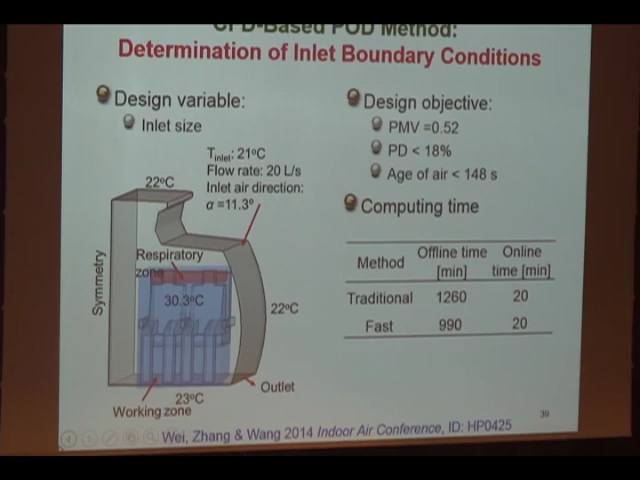 CFD-Based POD Method:
Determination of Inlet Boundary Conditions
Design variable:
Inlet size
Tinlet: 21°C
Flow rate: 20 L/s
Inlet air direction:
α =11.3°
22°C
Symmetry
Respiratory
zone
30.3°C
22°C
23°C
Outlet
Working zone
Design objective:
PMV =0.52
PD < 18%
Age of air < 148 s
Computing time
Method Offline time [min] Online time [min]
Traditional 1260 20
Fast 990 20
39
Wei, Zhang & Wang 2014 Indoor Air Conference, ID: HP0425